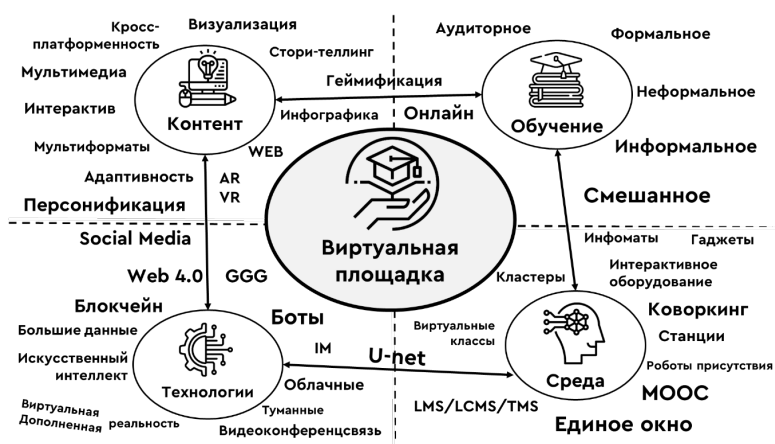 Кросс-
платформенность
Визуализация
Стори-теллинг
Мультимедиа
Геймификация
Интерактив
Контент
Инфографика
Мультиформаты
WEB
Адаптивность
AR
VR
Персонификация
Аудиторное
Формальное
Неформальное
Онлайн
Обучение
Информальное
Смешанное
Виртуальная
площадка
Social Media
Web 4.0
GGG
Блокчейн
Боты
Большие данные
IM
U-net
Искусственный
интеллект
Технологии
Облачные
Виртуальная
Дополненная
реальность
Туманные
Видеоконференцсвязь
Инфоматы
Гаджеты
Кластеры
Интерактивное
оборудование
Коворкинг
Виртуальные
классы
Станции
Роботы присутствия
Среда
MOOC
LMS/LCMS/TMS
Единое окно